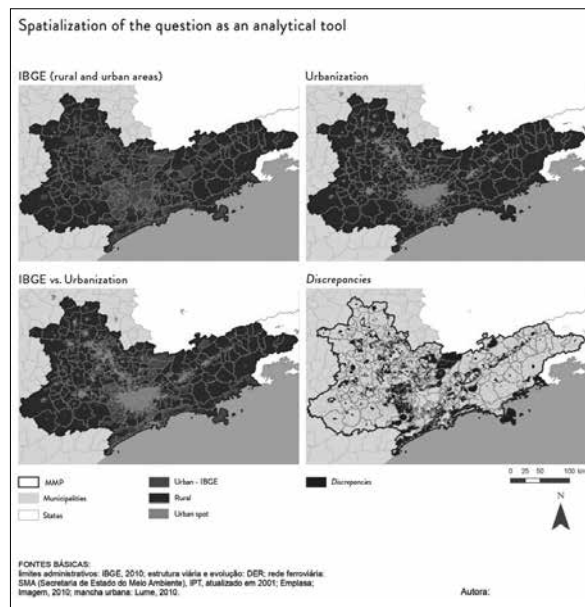 Spatialization of the question as an analytical tool
IBGE (rural and urban areas)
Urbanization
IBGE vs. Urbanization
Discrepancies
MMP
Municipalities
States
Urban - IBGE
Rural
Urban spot
Discrepancies
0 25 50 100 km
N
FONTES BÁSICAS:
limites administrativos: IBGE, 2010; estrutura viária e evolução: DER; rede ferroviária:
SMA (Secretaria de Estado do Meio Ambiente), IPT, atualizado em 2001; Emplasa;
Imagem, 2010; mancha urbana: Lume, 2010.
Autora: